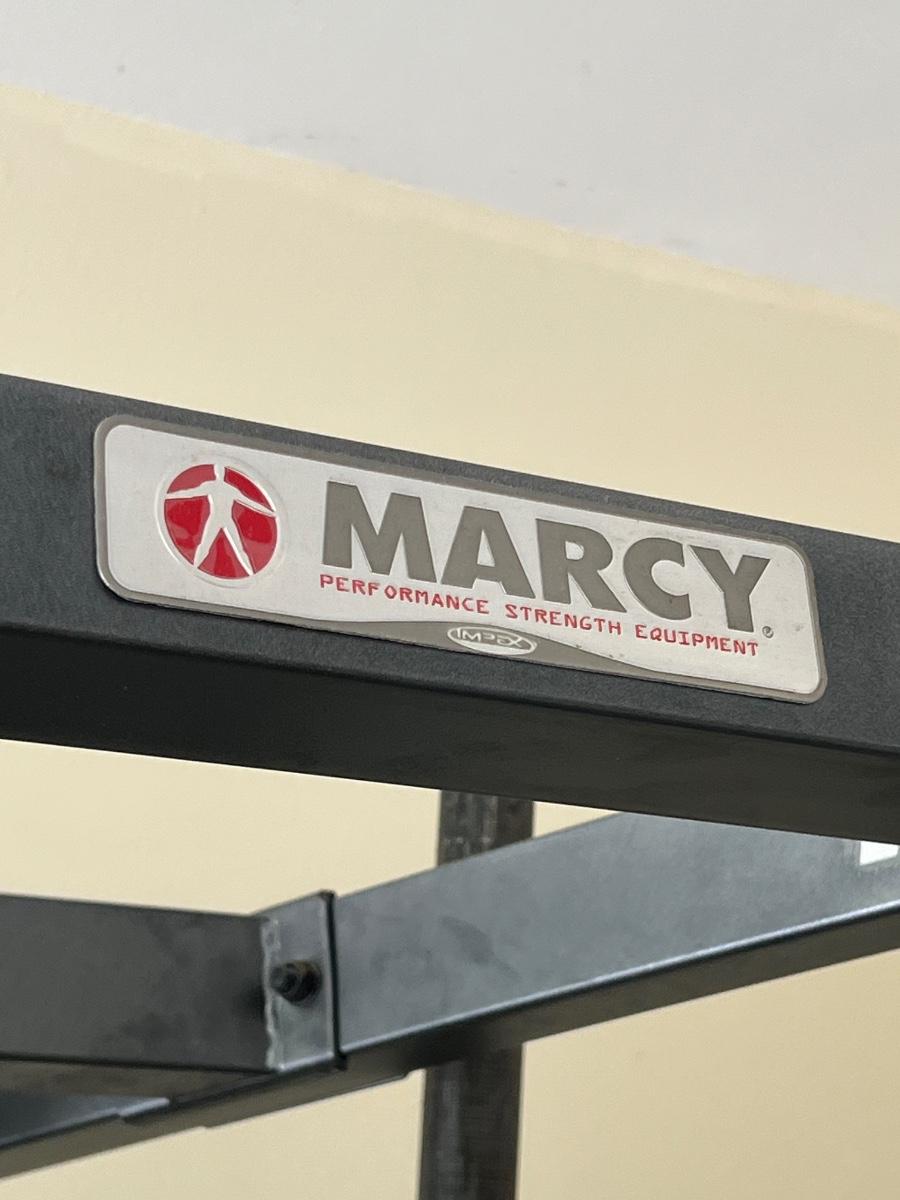 MARCY®
PERFORMANCE STRENGTH EQUIPMENT
IMPEX